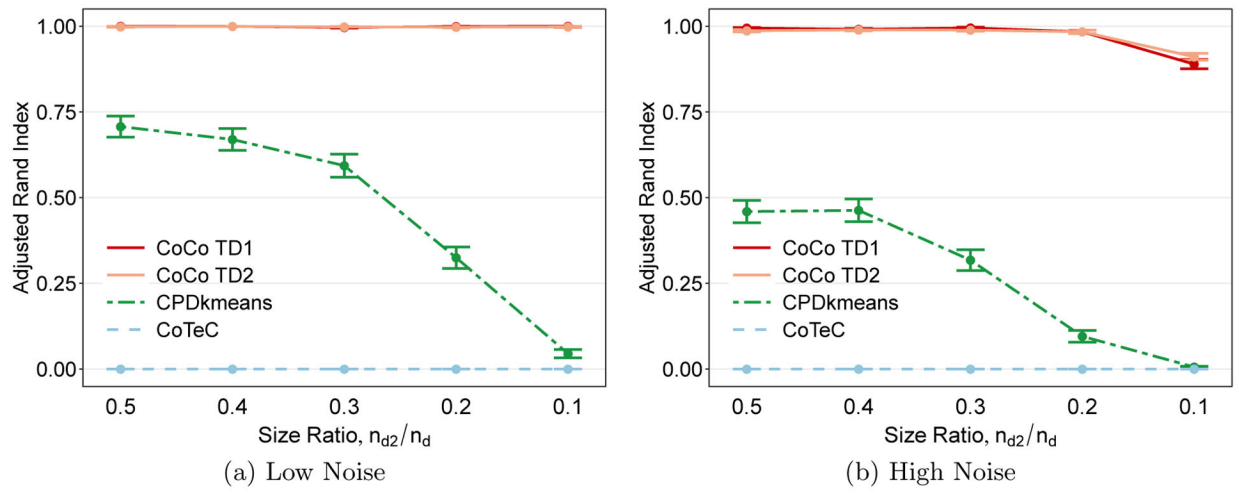 Adjusted Rand Index
1.00
0.75
0.50
0.25
0.00
CoCo TD1
CoCo TD2
CPDkmeans
CoTeC
0.5 0.4 0.3 0.2 0.1
Size Ratio, n_d2/n_d
(a) Low Noise
Adjusted Rand Index
1.00
0.75
0.50
0.25
0.00
CoCo TD1
CoCo TD2
CPDkmeans
CoTeC
0.5 0.4 0.3 0.2 0.1
Size Ratio, n_d2/n_d
(b) High Noise